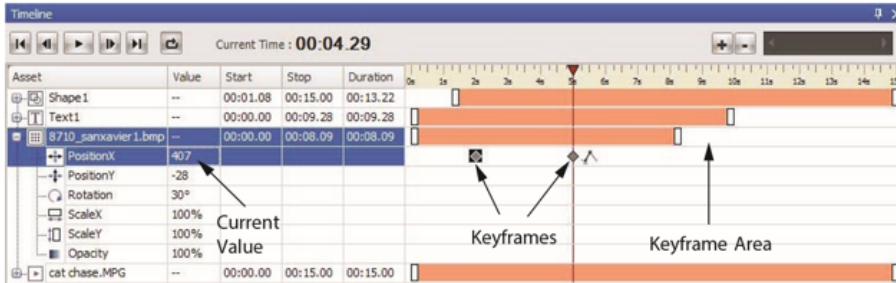 Timeline
Current Time : 00:04.29
Asset Value Start Stop Duration 0s 1s 2s 3s 4s 5s 6s 7s 8s 9s 10s 11s 12s 13s 14s
Shape1 -- 00:01.08 00:15.00 00:13.22
Text1 -- 00:00.00 00:09.28 00:09.28
8710_sanxavier1.bmp -- 00:00.00 00:08.09 00:08.09
PositionX 407
PositionY -28
Rotation 30°
ScaleX 100%
ScaleY 100%
Opacity 100%
cat chase.MPG -- 00:00.00 00:15.00 00:15.00
Current
Value
Keyframes
Keyframe Area